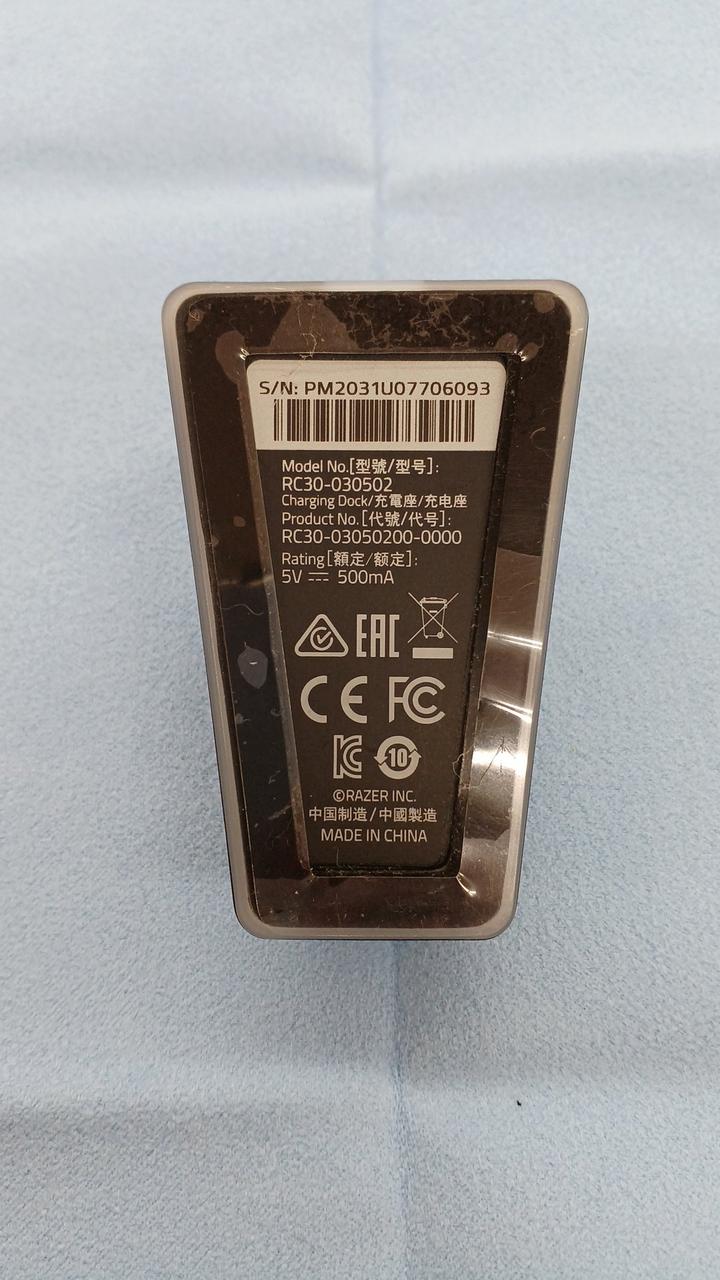 S/N: PM2031U07706093
Model No.[型號/型号]:
RC30-030502
Charging Dock/充電座/充电座
Product No.[代號/代号]:
RC30-03050200-0000
Rating[額定/额定]:
5V ⎓ 500mA
EAC
CE FC
KC 10
©RAZER INC.
中国制造/中國製造
MADE IN CHINA